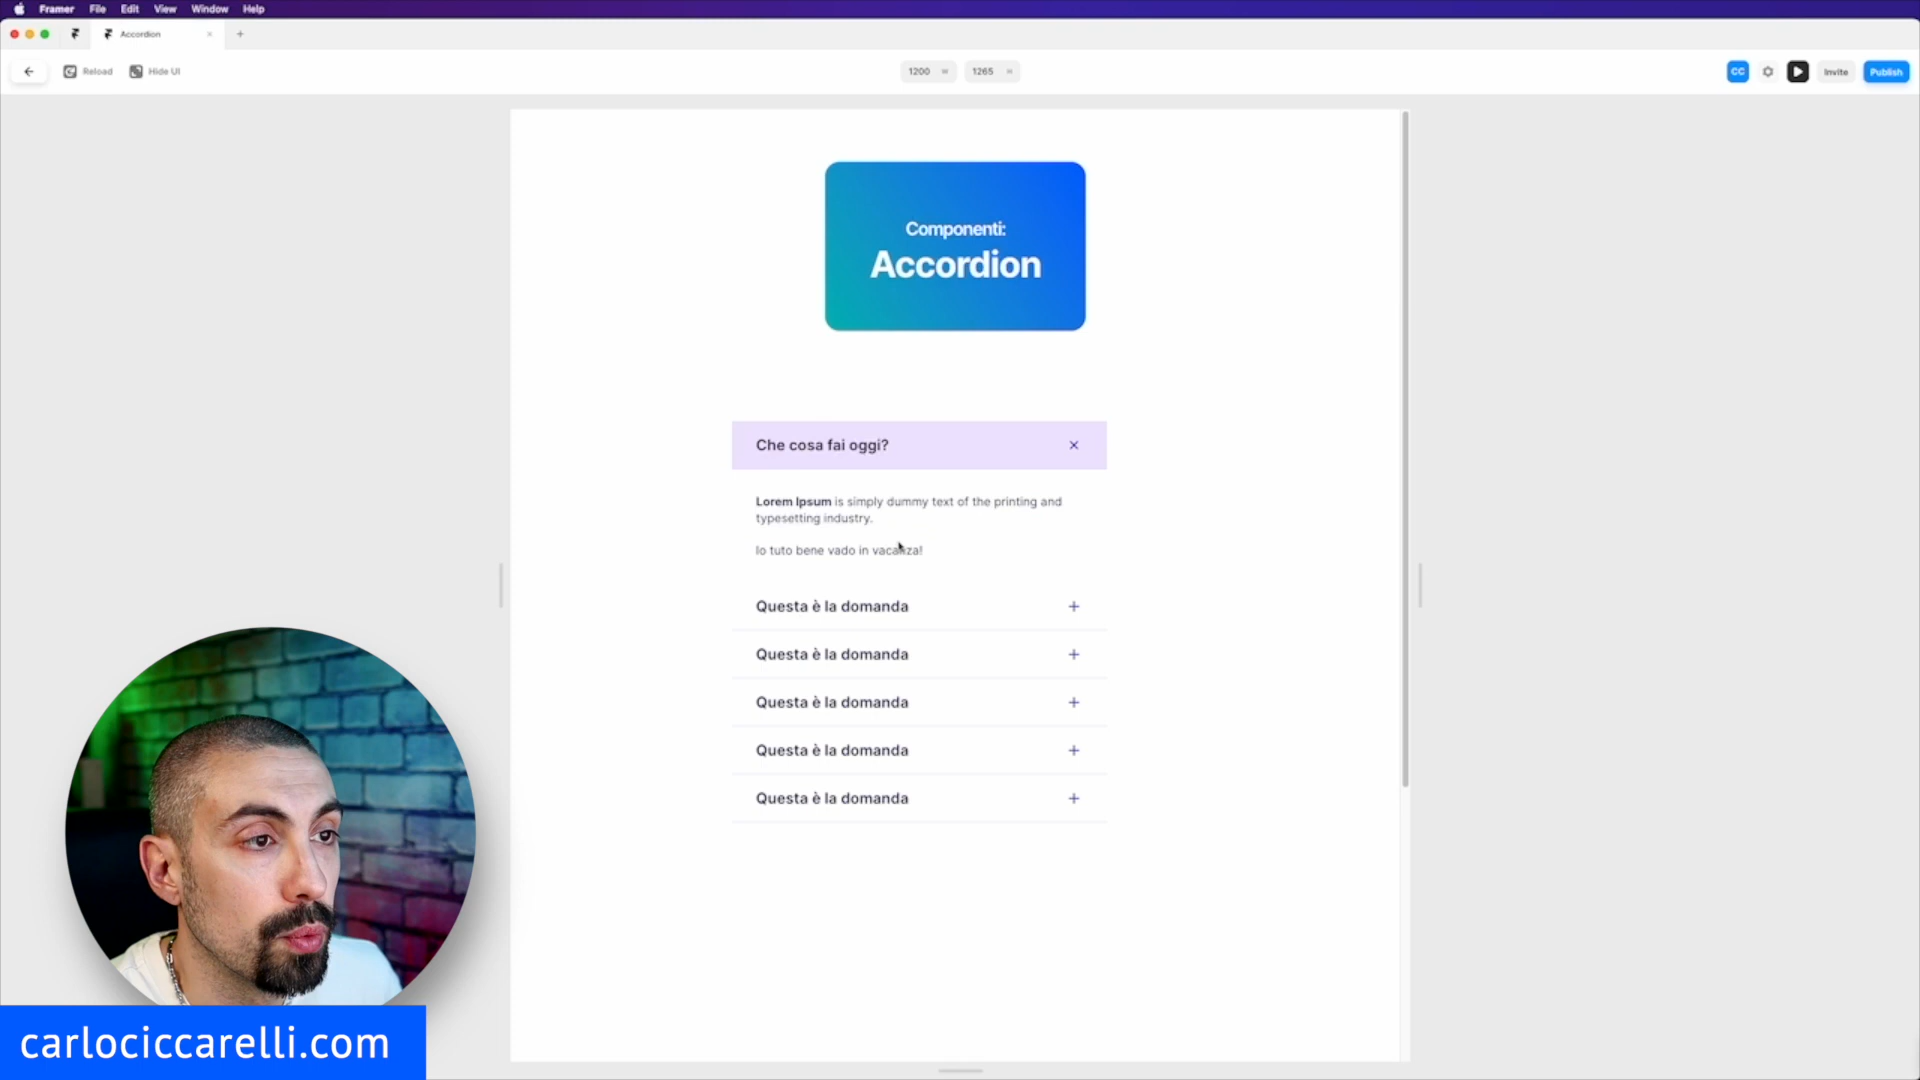 Framer File Edit View Window Help
Accordion
Reload Hide UI
1200 W 1265 H
CC Invite Publish
Componenti:
Accordion
Che cosa fai oggi?
Lorem Ipsum is simply dummy text of the printing and
typesetting industry.
Io tuto bene vado in vacanza!
Questa è la domanda
Questa è la domanda
Questa è la domanda
Questa è la domanda
Questa è la domanda
carlociccarelli.com